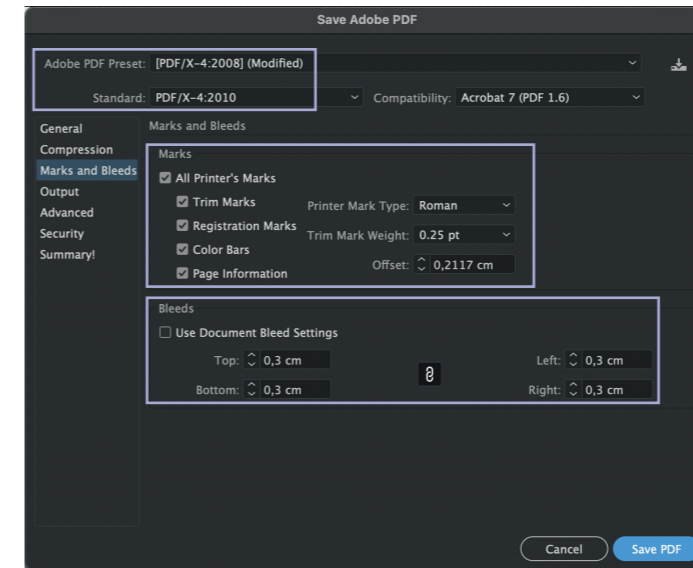 Save Adobe PDF
Adobe PDF Preset: [PDF/X-4:2008] (Modified)
Standard: PDF/X-4:2010 Compatibility: Acrobat 7 (PDF 1.6)
General
Compression
Marks and Bleeds
Output
Advanced
Security
Summary!
Marks and Bleeds
Marks
All Printer's Marks
Trim Marks
Registration Marks
Color Bars
Page Information
Printer Mark Type: Roman
Trim Mark Weight: 0.25 pt
Offset: 0,2117 cm
Bleeds
Use Document Bleed Settings
Top: 0,3 cm
Left: 0,3 cm
Bottom: 0,3 cm
Right: 0,3 cm
Cancel
Save PDF